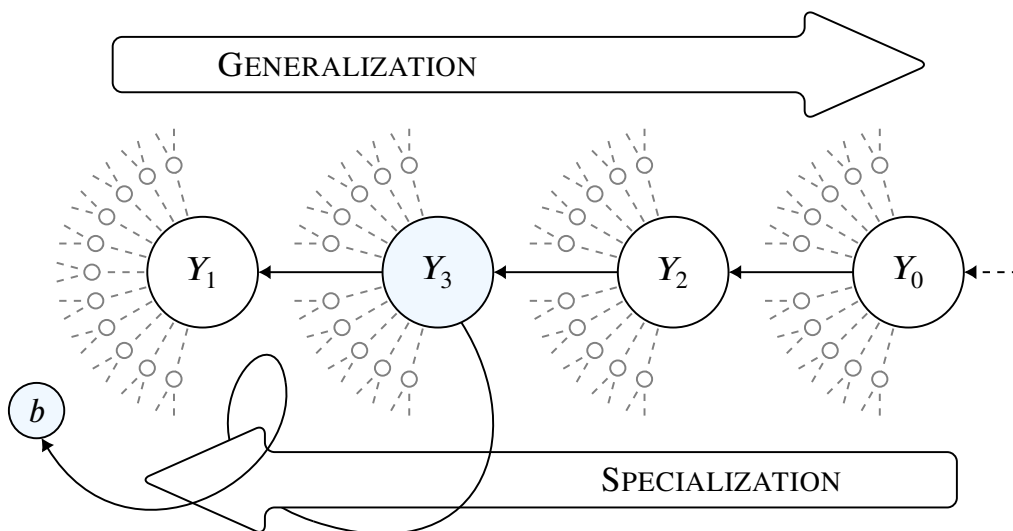 GENERALIZATION
Y₁ Y₃ Y₂ Y₀
b
SPECIALIZATION